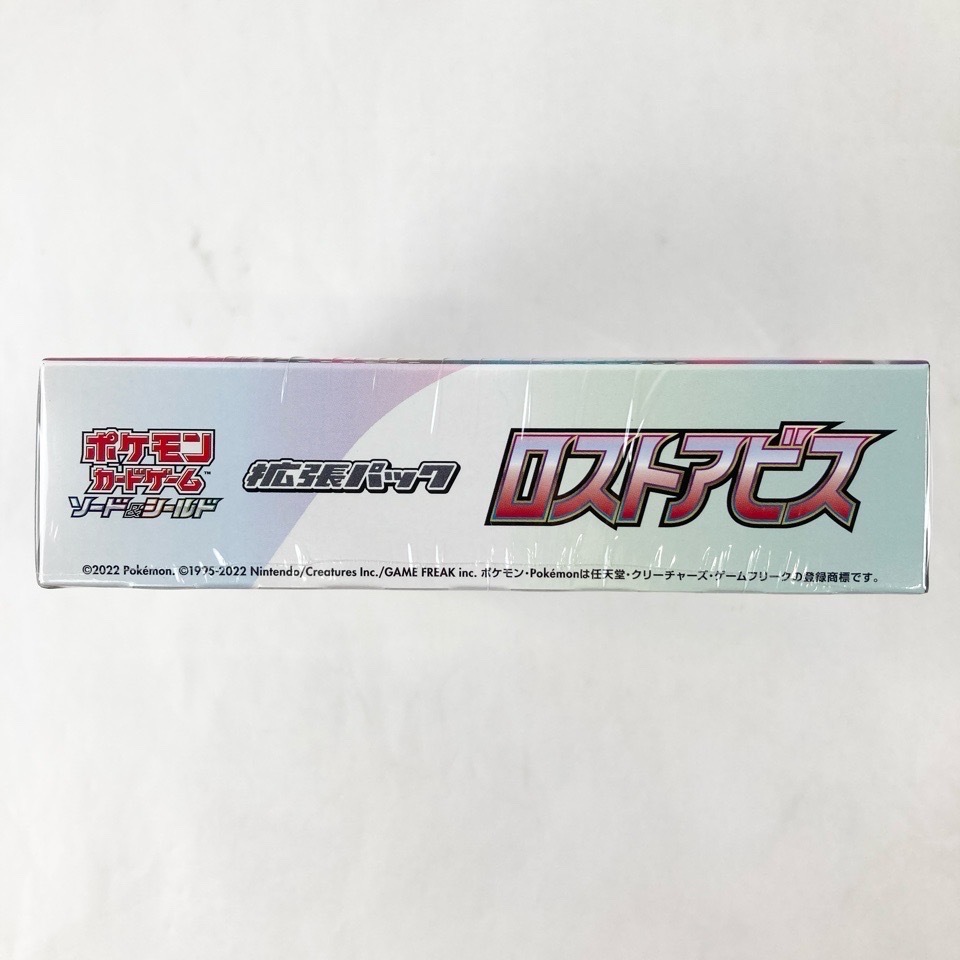 ポケモン
カードゲーム™
ソード&シールド
拡張パック
ロストアビス
©2022 Pokémon. ©1995-2022 Nintendo/Creatures Inc./GAME FREAK inc. ポケモン・Pokémonは任天堂・クリーチャーズ・ゲームフリークの登録商標です。